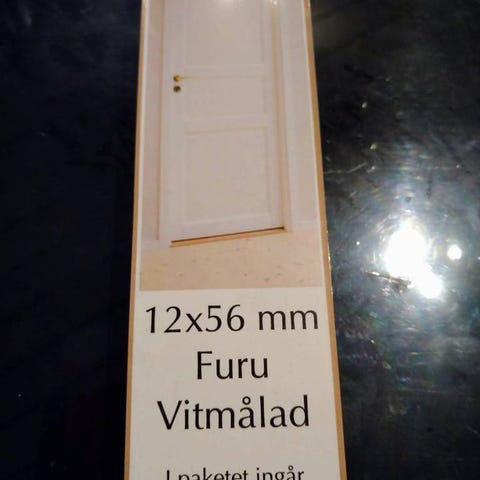 12x56 mm
Furu
Vitmålad
I paketet ingår